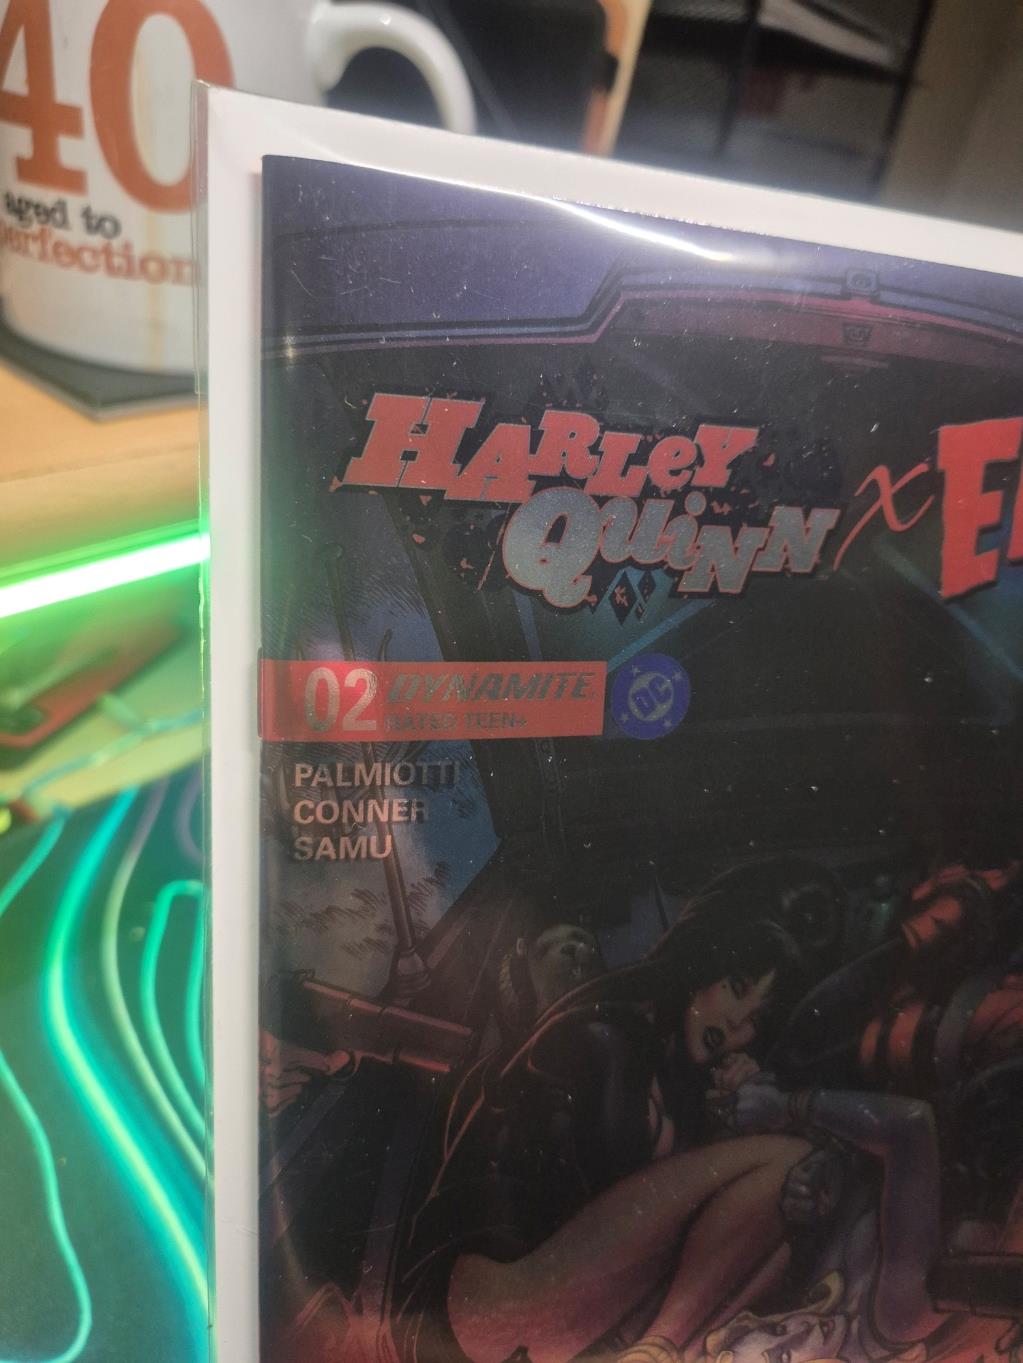 40
aged to
perfection
HARLEY
QUINN
x E
02 DYNAMITE
RATED TEEN+
DC
PALMIOTTI
CONNER
SAMU